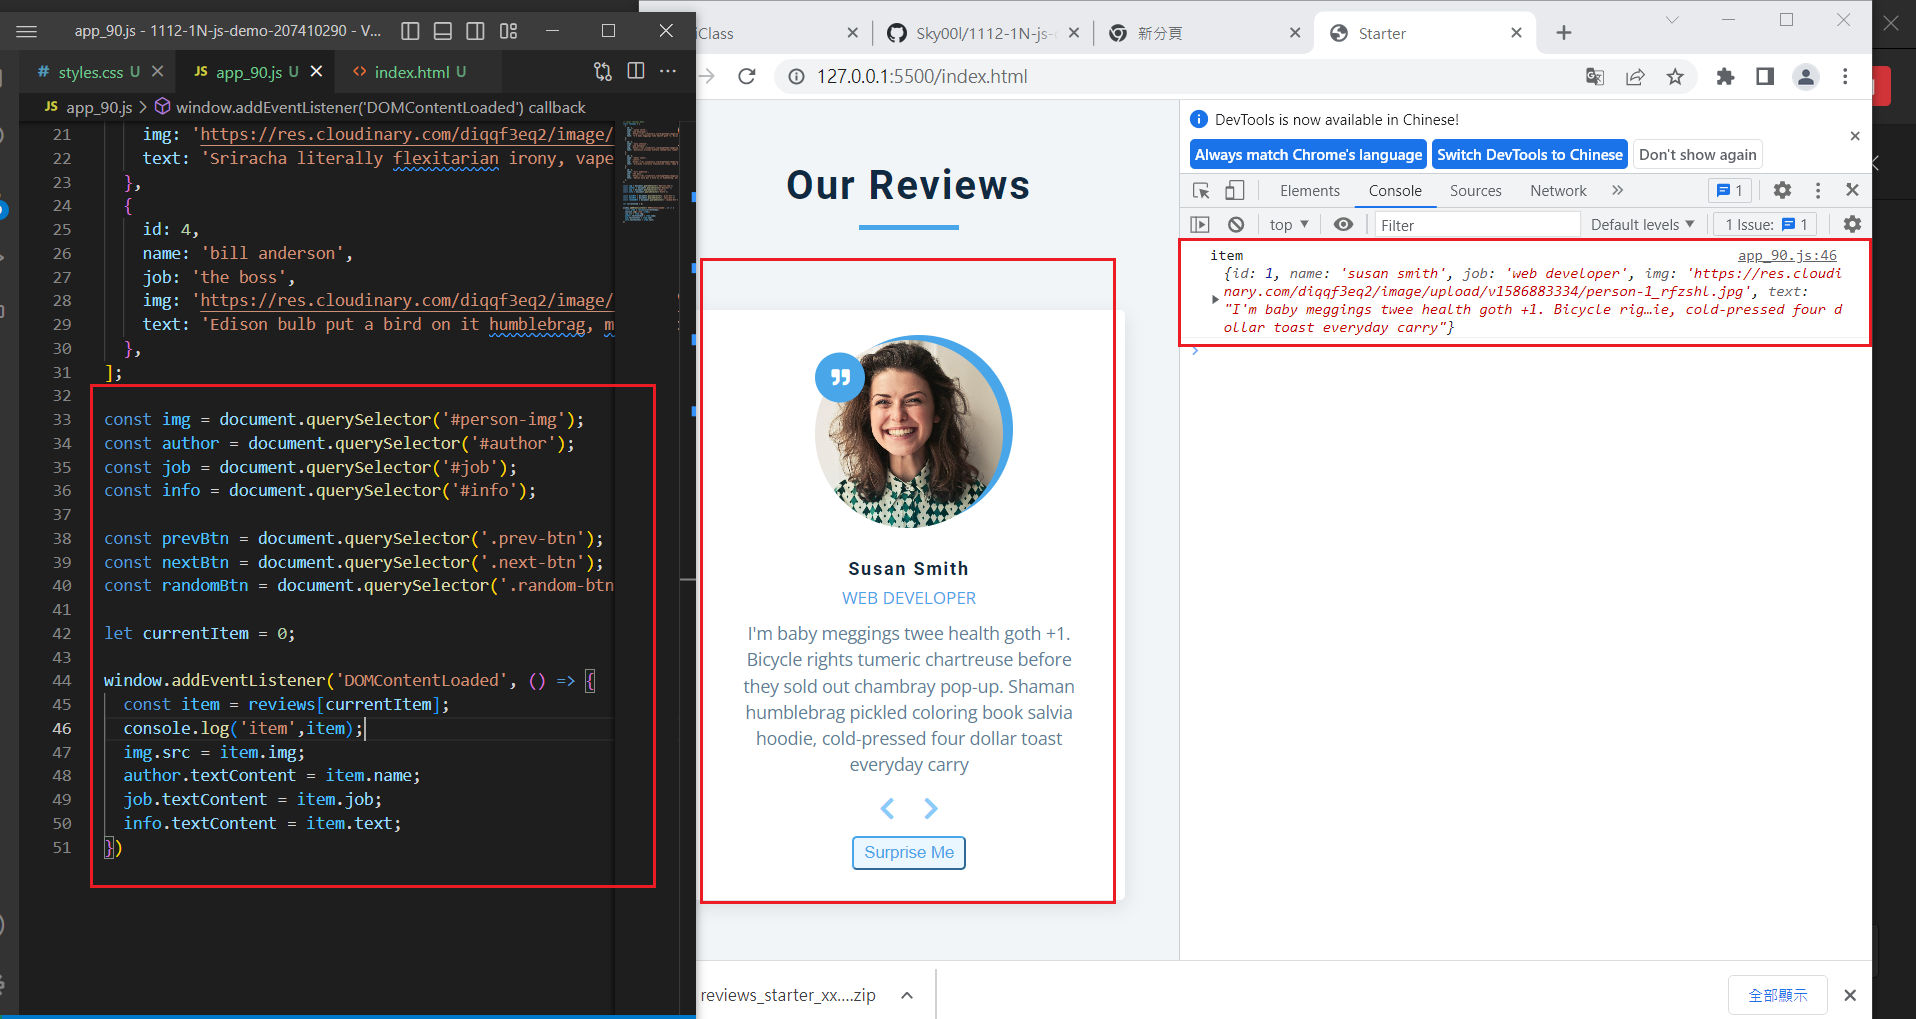 app_90.js - 1112-1N-js-demo-207410290 - V...
# styles.css U
JS app_90.js U
<> index.html U
JS app_90.js > window.addEventListener('DOMContentLoaded') callback
21 img: 'https://res.cloudinary.com/diqqf3eq2/image/
22 text: 'Sriracha literally flexitarian irony, vape
23 },
24 {
25 id: 4,
26 name: 'bill anderson',
27 job: 'the boss',
28 img: 'https://res.cloudinary.com/diqqf3eq2/image/
29 text: 'Edison bulb put a bird on it humblebrag, m
30 },
31 ];
32
33 const img = document.querySelector('#person-img');
34 const author = document.querySelector('#author');
35 const job = document.querySelector('#job');
36 const info = document.querySelector('#info');
37
38 const prevBtn = document.querySelector('.prev-btn');
39 const nextBtn = document.querySelector('.next-btn');
40 const randomBtn = document.querySelector('.random-btn
41
42 let currentItem = 0;
43
44 window.addEventListener('DOMContentLoaded', () => {
45 const item = reviews[currentItem];
46 console.log('item',item);
47 img.src = item.img;
48 author.textContent = item.name;
49 job.textContent = item.job;
50 info.textContent = item.text;
51 })
iClass
Sky00l/1112-1N-js-
新分頁
Starter
127.0.0.1:5500/index.html
Our Reviews
Susan Smith
WEB DEVELOPER
I'm baby meggings twee health goth +1.
Bicycle rights tumeric chartreuse before
they sold out chambray pop-up. Shaman
humblebrag pickled coloring book salvia
hoodie, cold-pressed four dollar toast
everyday carry
Surprise Me
DevTools is now available in Chinese!
Always match Chrome's language
Switch DevTools to Chinese
Don't show again
Elements
Console
Sources
Network
1
top
Filter
Default levels
1 Issue: 1
item
app_90.js:46
{id: 1, name: 'susan smith', job: 'web developer', img: 'https://res.cloudi
nary.com/diqqf3eq2/image/upload/v1586883334/person-1_rfzshl.jpg', text:
"I'm baby meggings twee health goth +1. Bicycle rig…ie, cold-pressed four d
ollar toast everyday carry"}
reviews_starter_xx....zip
全部顯示